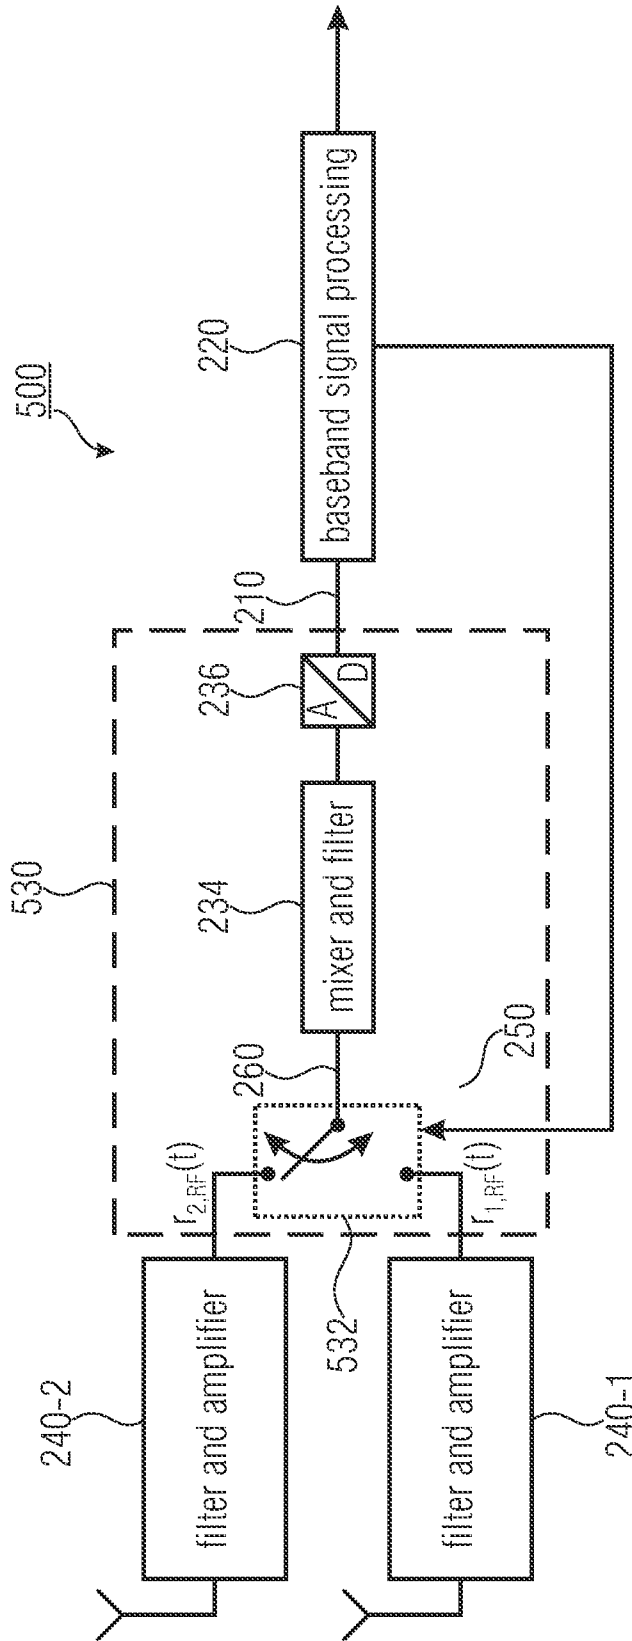 500
530
240-2
filter and amplifier
r2,RF(t)
532
260
234
mixer and filter
236
A
D
210
220
baseband signal processing
240-1
filter and amplifier
r1,RF(t)
250